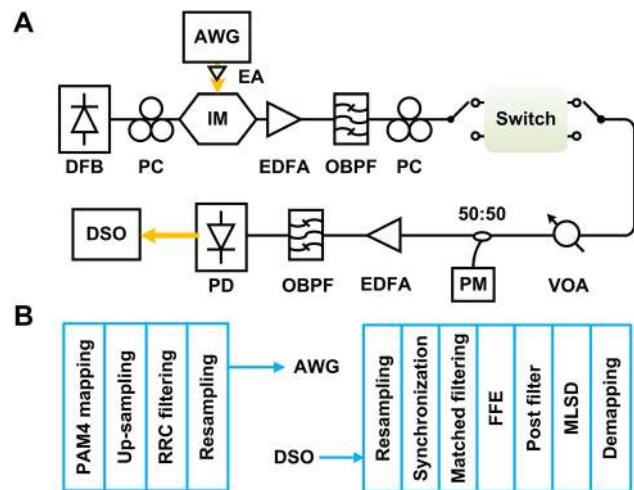 A
AWG
EA
IM
DFB
PC
EDFA
OBPF
PC
Switch
DSO
PD
OBPF
EDFA
50:50
PM
VOA
B
PAM4 mapping
Up-sampling
RRC filtering
Resampling
AWG
DSO
Resampling
Synchronization
Matched filtering
FFE
Post filter
MLSD
Demapping